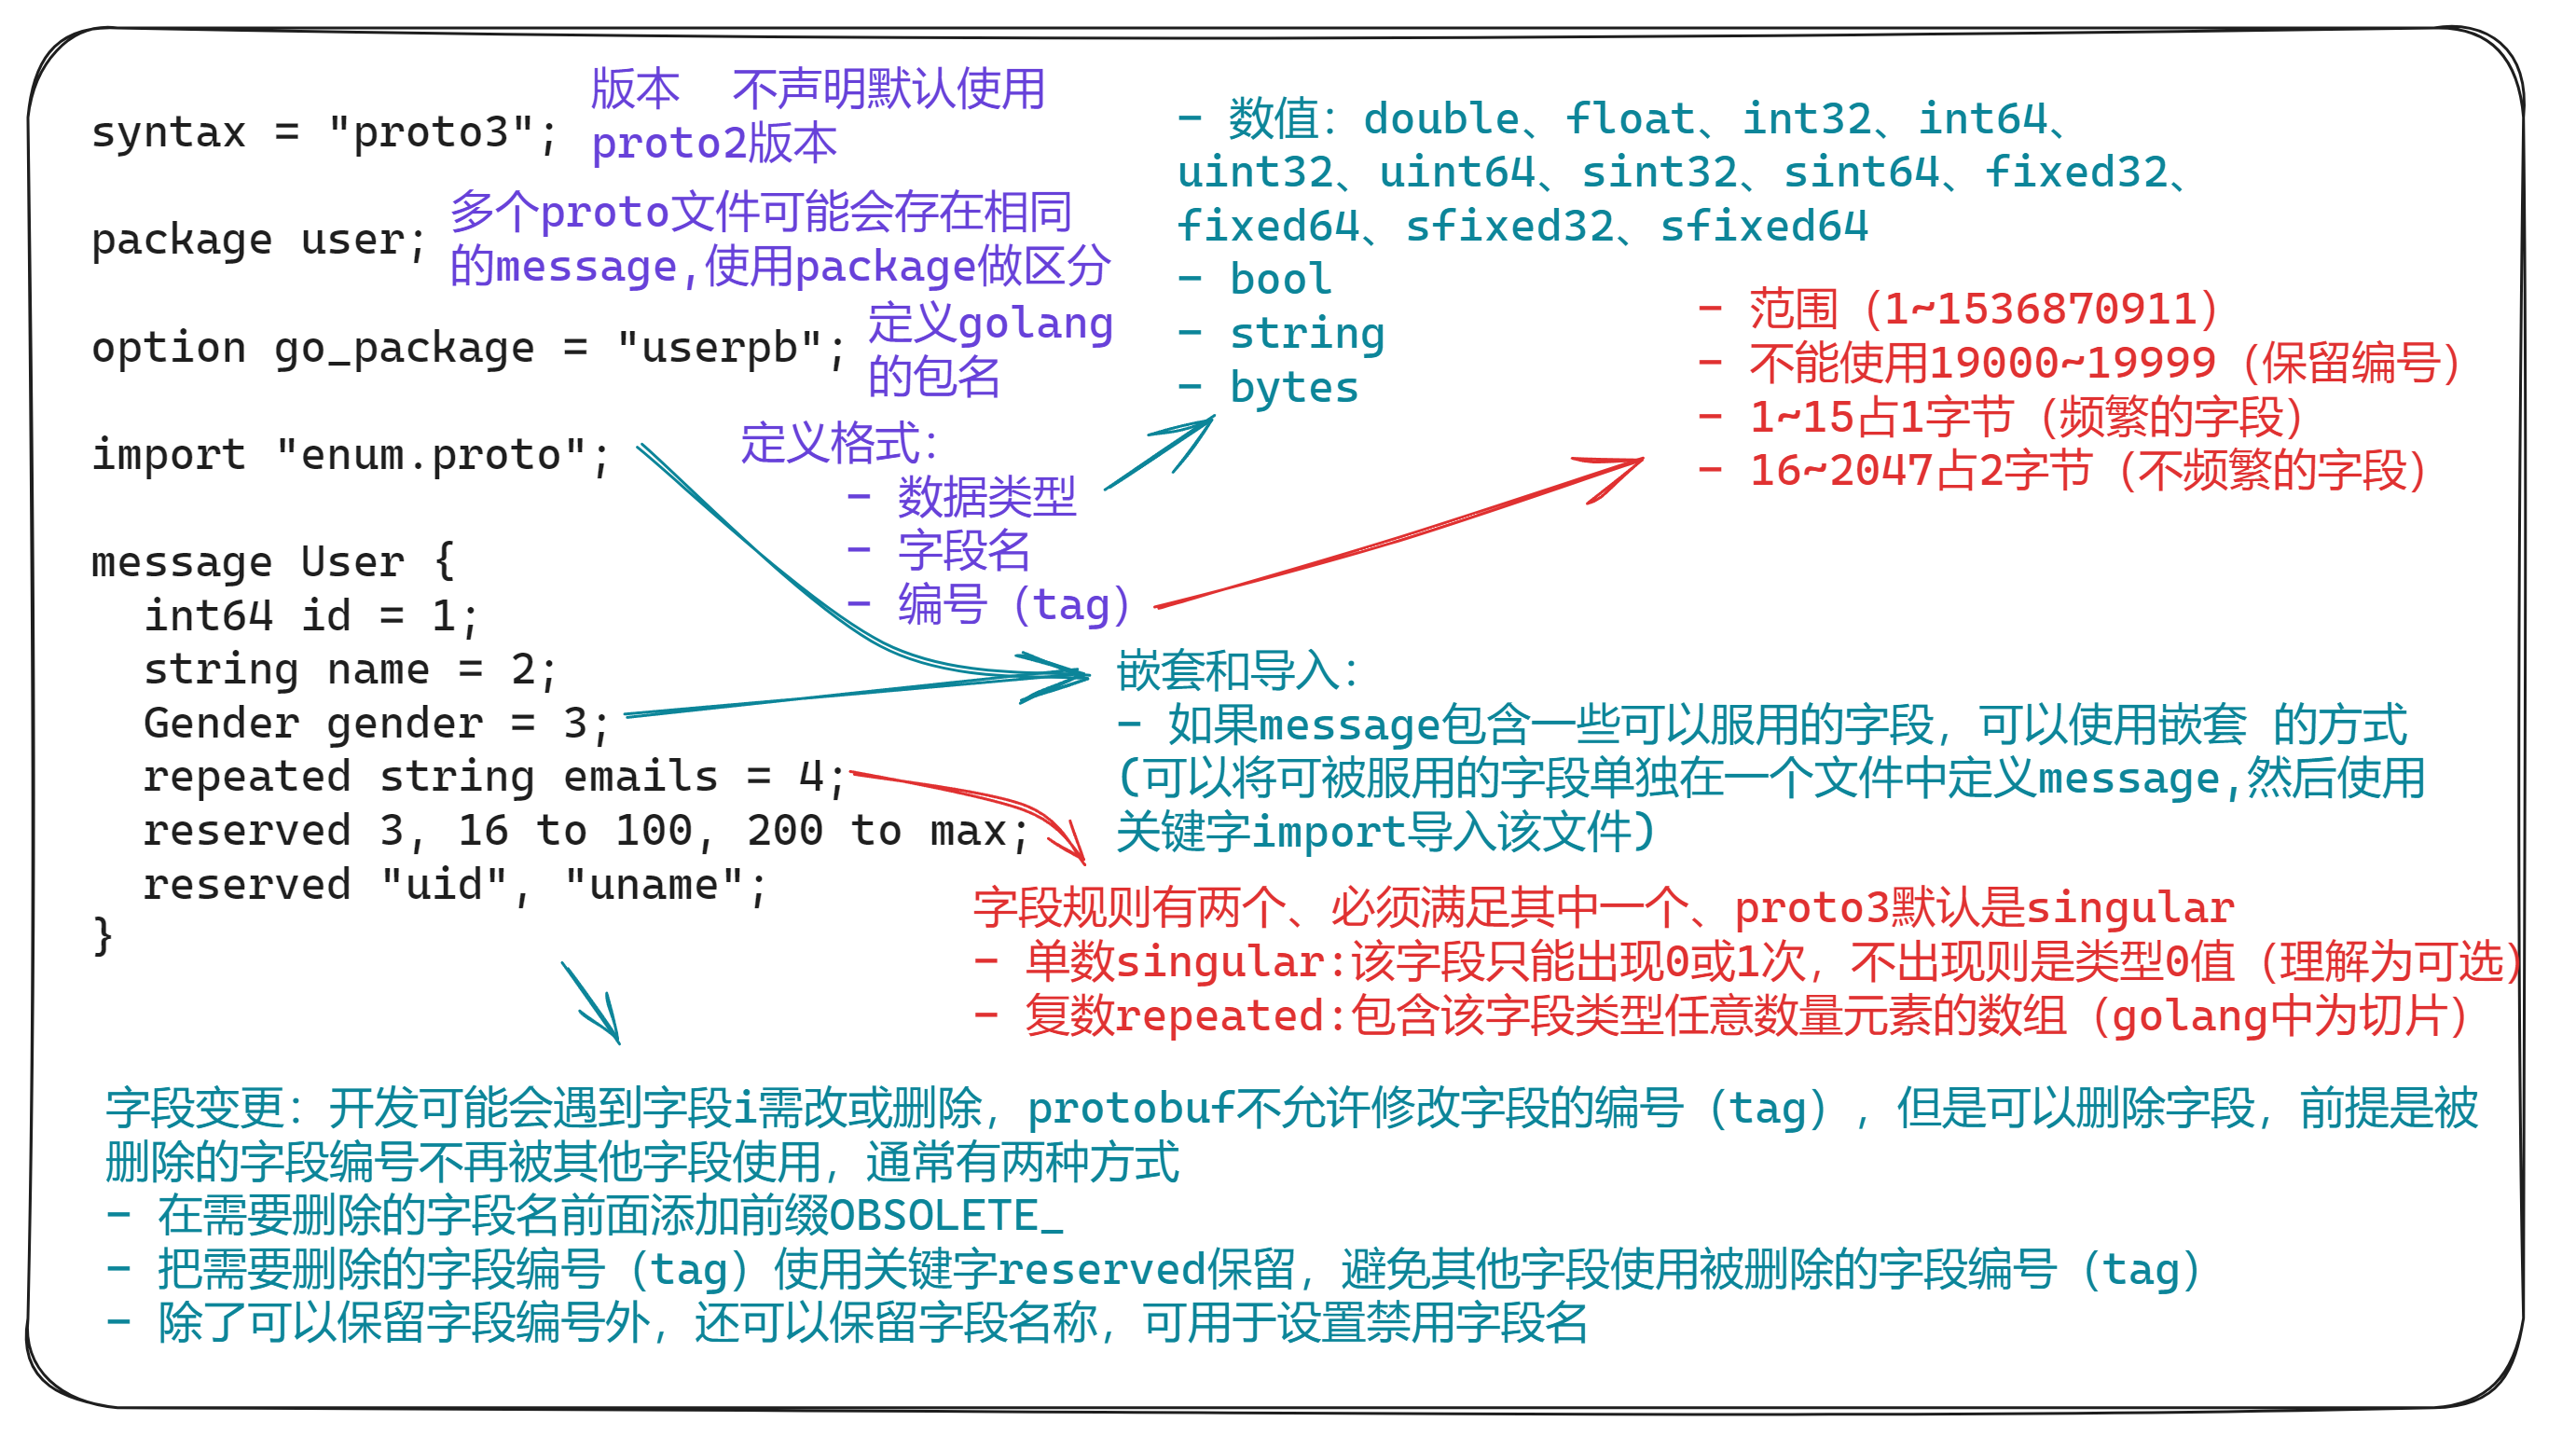 syntax = "proto3";
版本  不声明默认使用
proto2版本
package user;
多个proto文件可能会存在相同
的message,使用package做区分
option go_package = "userpb";
定义golang
的包名
import "enum.proto";
message User {
  int64 id = 1;
  string name = 2;
  Gender gender = 3;
  repeated string emails = 4;
  reserved 3, 16 to 100, 200 to max;
  reserved "uid", "uname";
}
定义格式：
- 数据类型
- 字段名
- 编号（tag）
- 数值：double、float、int32、int64、
uint32、uint64、sint32、sint64、fixed32、
fixed64、sfixed32、sfixed64
- bool
- string
- bytes
- 范围（1~1536870911）
- 不能使用19000~19999（保留编号）
- 1~15占1字节（频繁的字段）
- 16~2047占2字节（不频繁的字段）
嵌套和导入：
- 如果message包含一些可以服用的字段，可以使用嵌套 的方式
(可以将可被服用的字段单独在一个文件中定义message,然后使用
关键字import导入该文件)
字段规则有两个、必须满足其中一个、proto3默认是singular
- 单数singular:该字段只能出现0或1次，不出现则是类型0值（理解为可选）
- 复数repeated:包含该字段类型任意数量元素的数组（golang中为切片）
字段变更：开发可能会遇到字段i需改或删除，protobuf不允许修改字段的编号（tag），但是可以删除字段，前提是被
删除的字段编号不再被其他字段使用，通常有两种方式
- 在需要删除的字段名前面添加前缀OBSOLETE_
- 把需要删除的字段编号（tag）使用关键字reserved保留，避免其他字段使用被删除的字段编号（tag）
- 除了可以保留字段编号外，还可以保留字段名称，可用于设置禁用字段名